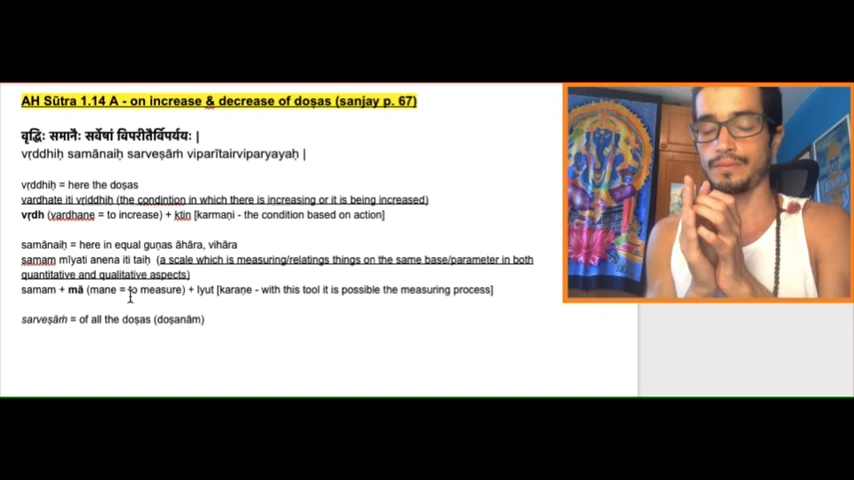 AH Sūtra 1.14 A - on increase & decrease of doṣas (sanjay p. 67)
वृद्धिः समानैः सर्वेषां विपरीतैर्विपर्ययः |
vṛddhiḥ samānaiḥ sarveṣāṁ viparītairviparyayaḥ |
vṛddhiḥ = here the doṣas
vardhate iti vṛiddhiḥ (the condintion in which there is increasing or it is being increased)
vṛdh (vardhane = to increase) + ktin [karmaṇi - the condition based on action]
samānaiḥ = here in equal guṇas āhāra, vihāra
samam mīyati anena iti taiḥ (a scale which is measuring/relatings things on the same base/parameter in both
quantitative and qualitative aspects)
samam + mā (mane = to measure) + lyut [karaṇe - with this tool it is possible the measuring process]
sarveṣāṁ = of all the doṣas (doṣanām)